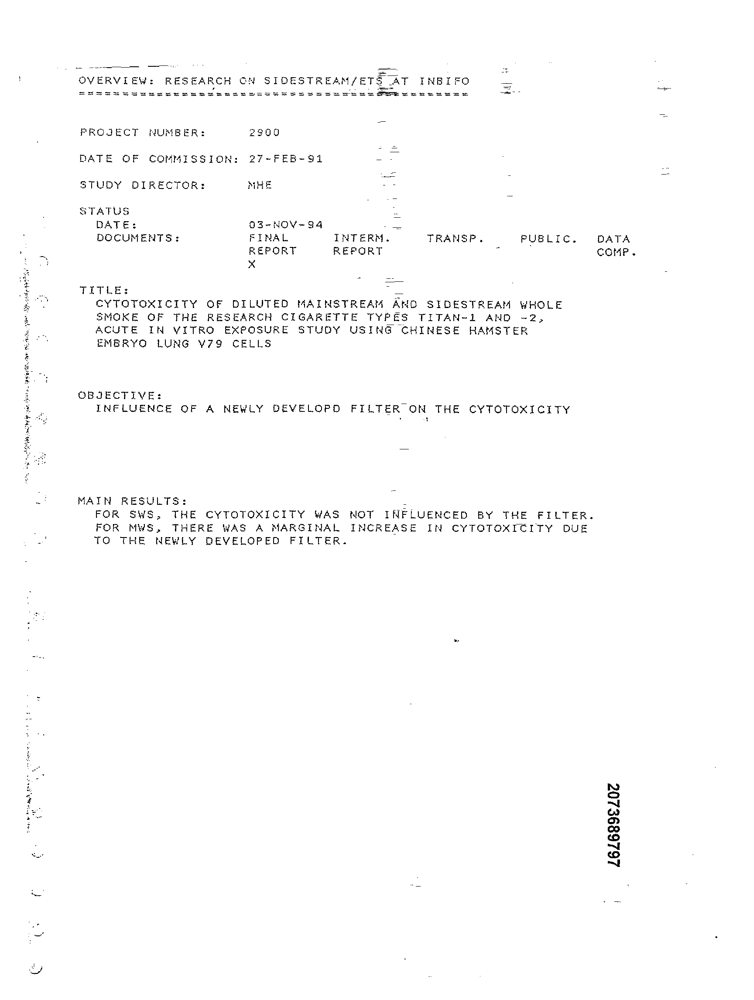 OVERVIEW: RESEARCH ON SIDESTREAM/ETS AT INBIFO
==============================================
PROJECT NUMBER: 2900
DATE OF COMMISSION: 27-FEB-91
STUDY DIRECTOR: MHE
STATUS
DATE: 03-NOV-94
DOCUMENTS: FINAL INTERM. TRANSP. PUBLIC. DATA
REPORT REPORT COMP.
X
TITLE:
CYTOTOXICITY OF DILUTED MAINSTREAM AND SIDESTREAM WHOLE
SMOKE OF THE RESEARCH CIGARETTE TYPES TITAN-1 AND -2,
ACUTE IN VITRO EXPOSURE STUDY USING CHINESE HAMSTER
EMBRYO LUNG V79 CELLS
OBJECTIVE:
INFLUENCE OF A NEWLY DEVELOPD FILTER ON THE CYTOTOXICITY
MAIN RESULTS:
FOR SWS, THE CYTOTOXICITY WAS NOT INFLUENCED BY THE FILTER.
FOR MWS, THERE WAS A MARGINAL INCREASE IN CYTOTOXICITY DUE
TO THE NEWLY DEVELOPED FILTER.
2073689797